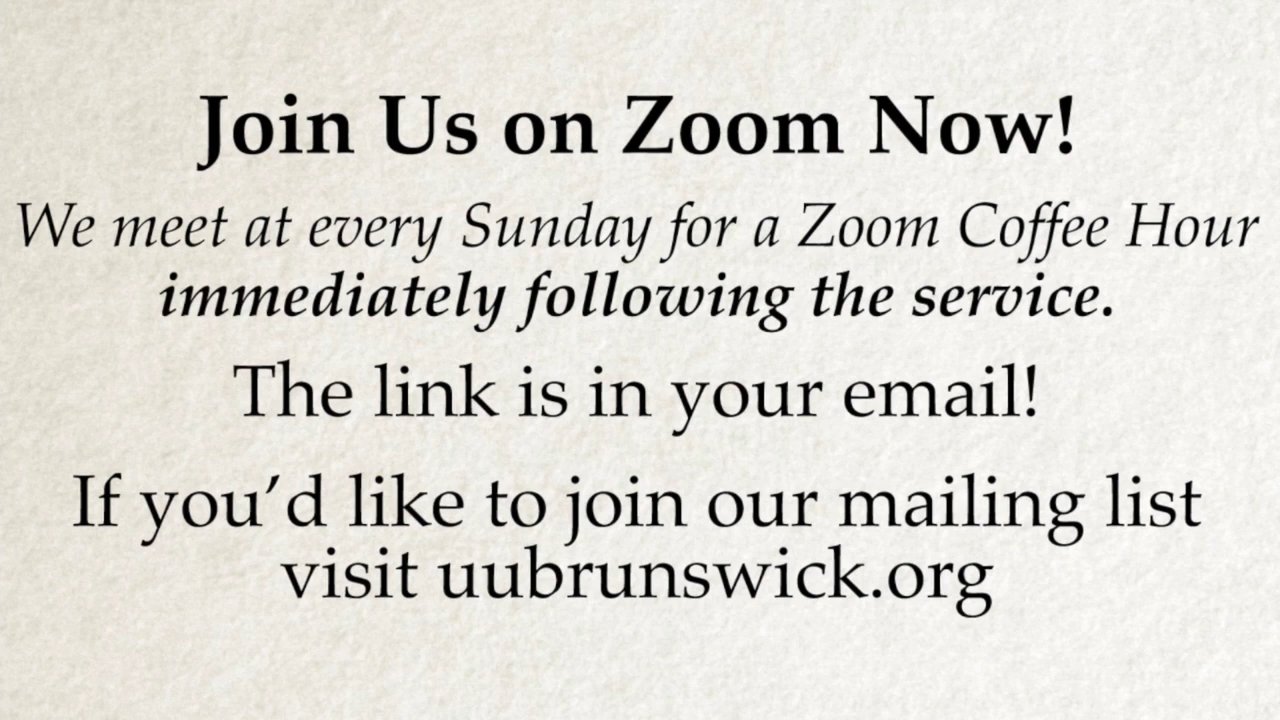 Join Us on Zoom Now!
We meet at every Sunday for a Zoom Coffee Hour
immediately following the service.
The link is in your email!
If you’d like to join our mailing list
visit uubrunswick.org